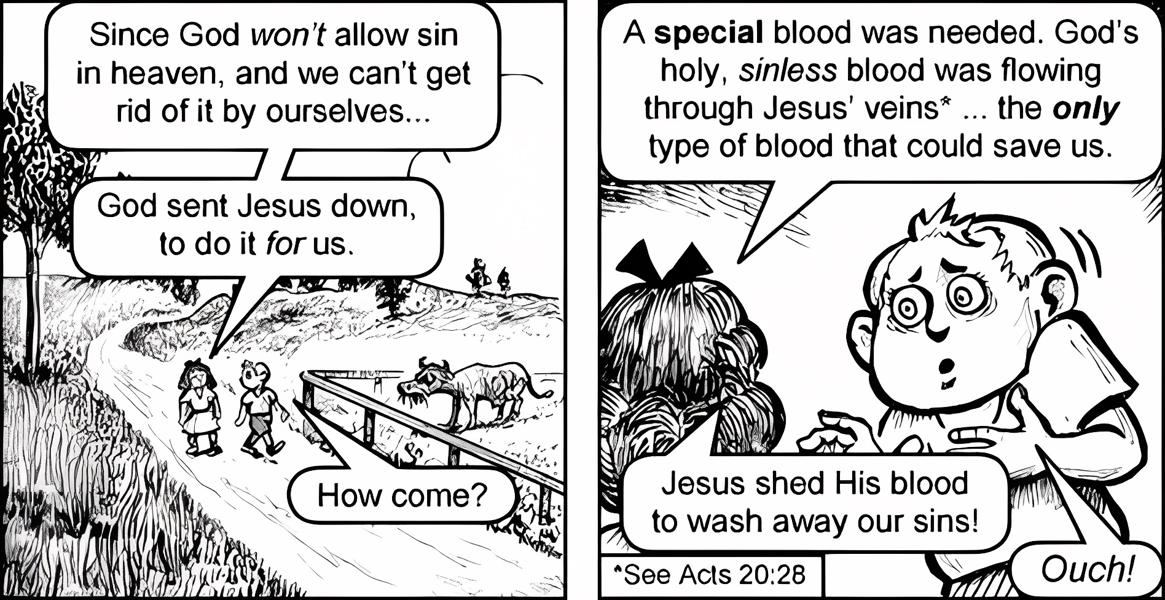 Since God won't allow sin
in heaven, and we can't get
rid of it by ourselves...
God sent Jesus down,
to do it for us.
How come?
A special blood was needed. God's
holy, sinless blood was flowing
through Jesus' veins* ... the only
type of blood that could save us.
Jesus shed His blood
to wash away our sins!
Ouch!
*See Acts 20:28